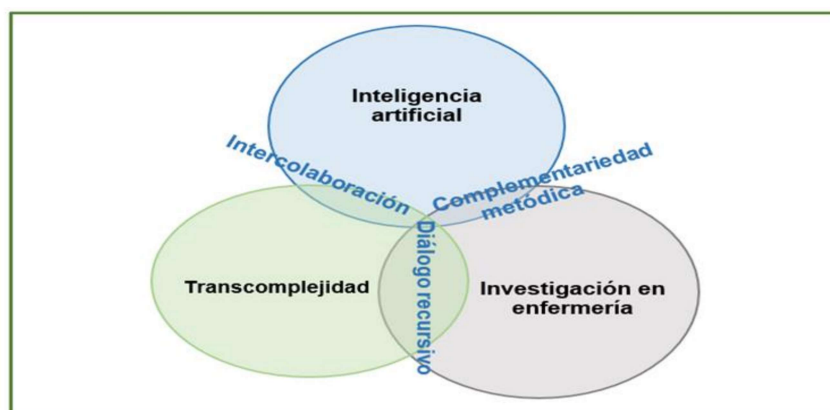 Inteligencia
artificial
Intercolaboración
Complementariedad
metódica
Diálogo recursivo
Transcomplejidad
Investigación en
enfermería